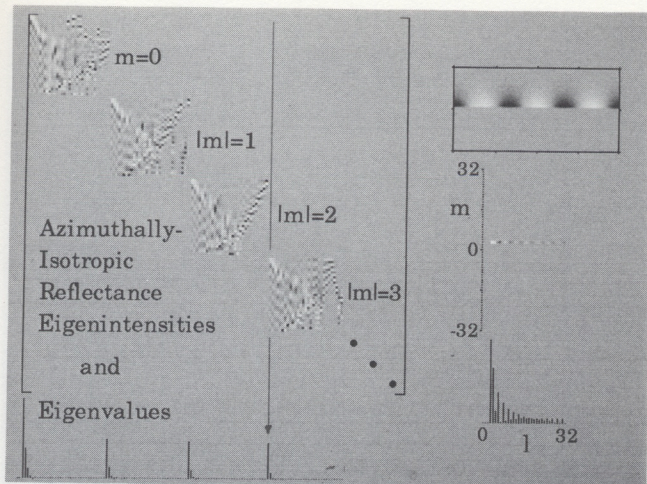 m=0
|m|=1
|m|=2
|m|=3
Azimuthally-
Isotropic
Reflectance
Eigenintensities
and
Eigenvalues
32
m
0
-32
0
32
l